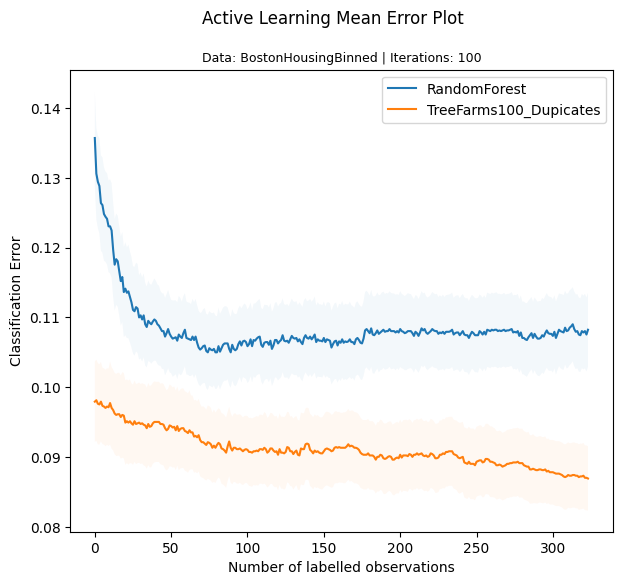 Active Learning Mean Error Plot
Data: BostonHousingBinned | Iterations: 100
RandomForest
TreeFarms100_Dupicates
0.14
0.13
0.12
0.11
0.10
0.09
0.08
Classification Error
0 50 100 150 200 250 300
Number of labelled observations